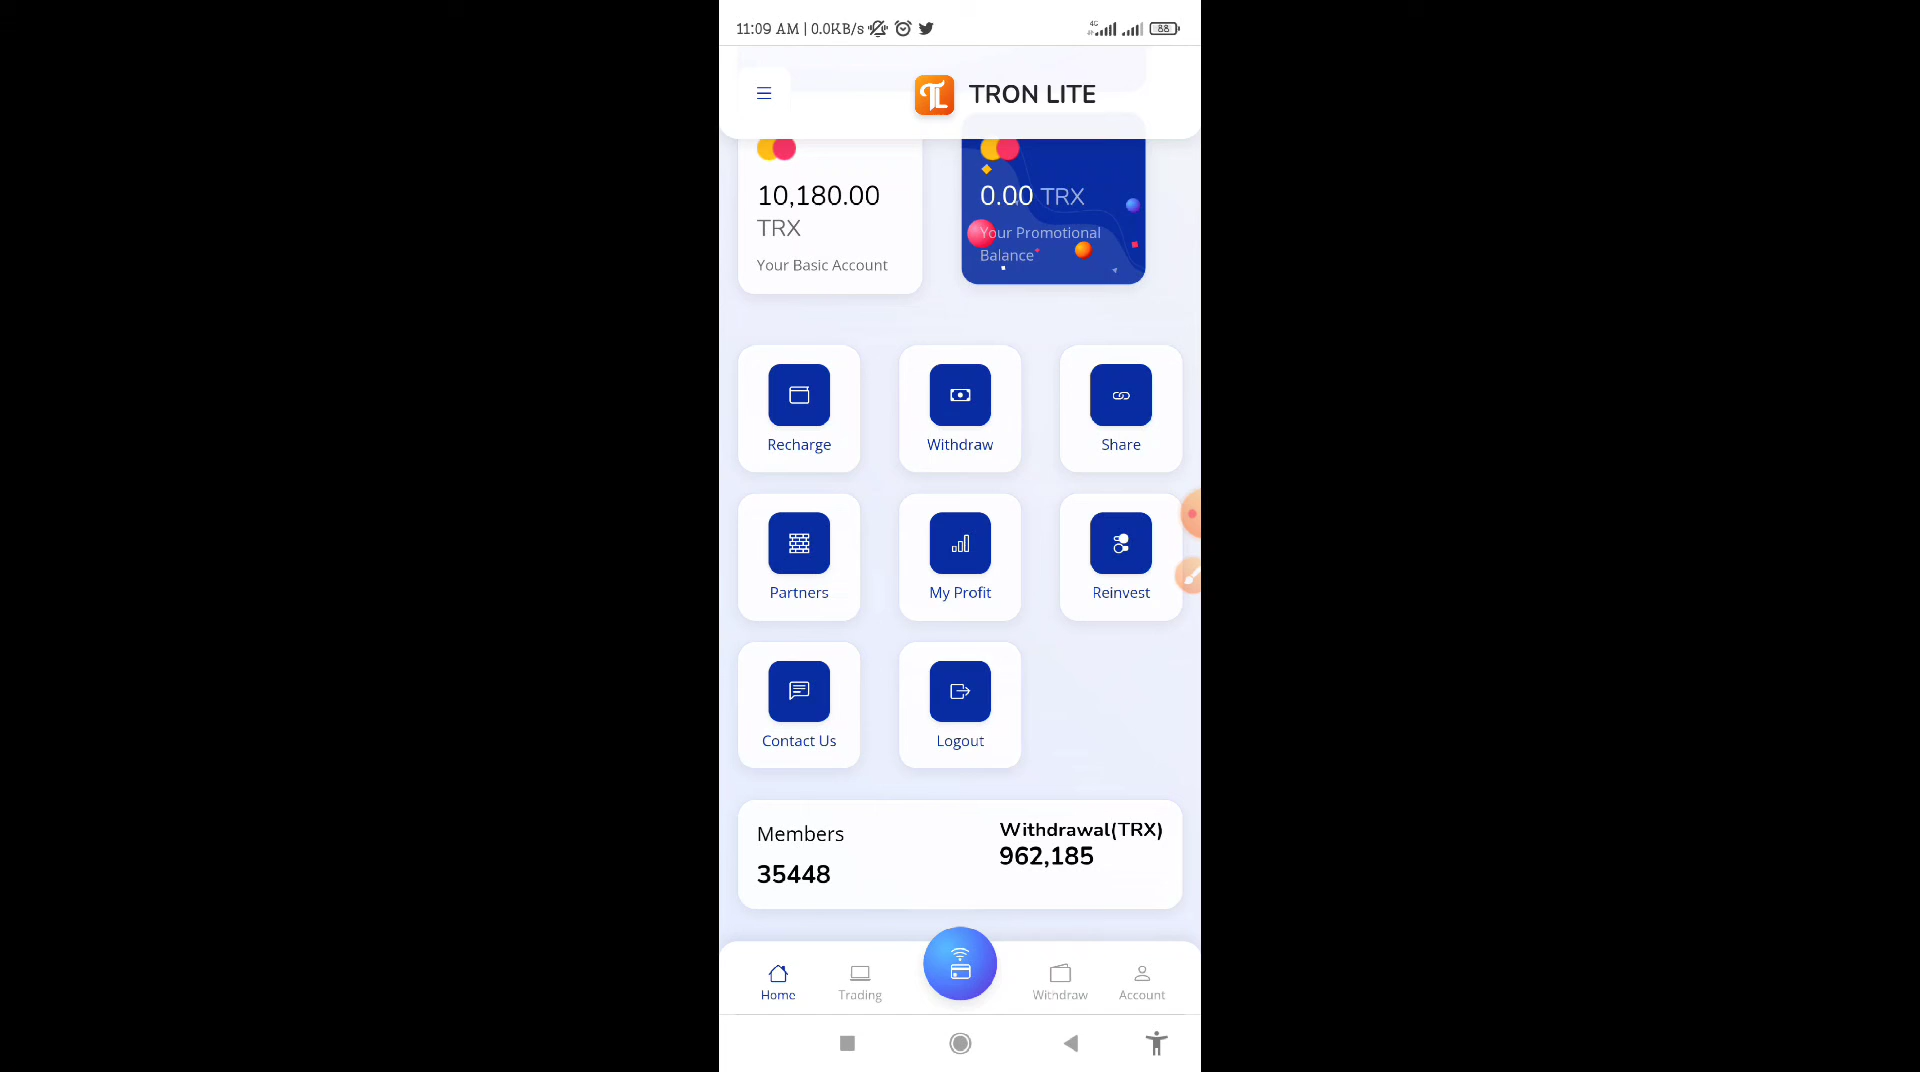 11:09 AM | 0.0KB/s
4G
88
TRON LITE
10,180.00
TRX
Your Basic Account
0.00 TRX
Your Promotional
Balance*
Recharge
Withdraw
Share
Partners
My Profit
Reinvest
Contact Us
Logout
Members
35448
Withdrawal(TRX)
962,185
Home
Trading
Withdraw
Account